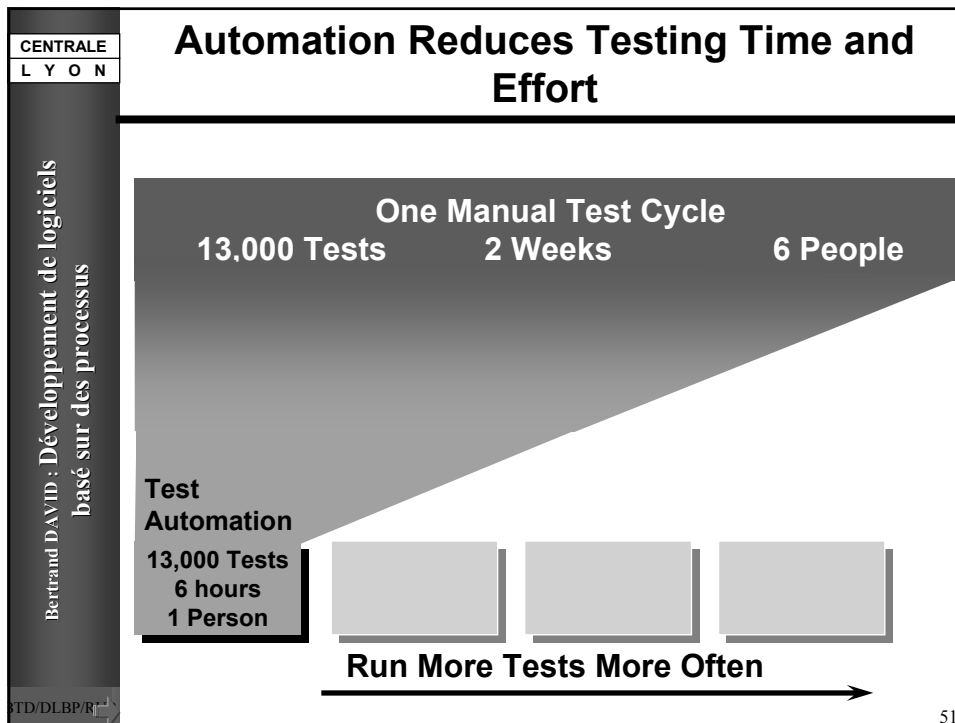 CENTRALE
L Y O N
Automation Reduces Testing Time and
Effort
Bertrand DAVID : Développement de logiciels
basé sur des processus
One Manual Test Cycle
13,000 Tests 2 Weeks 6 People
Test
Automation
13,000 Tests
6 hours
1 Person
Run More Tests More Often
51